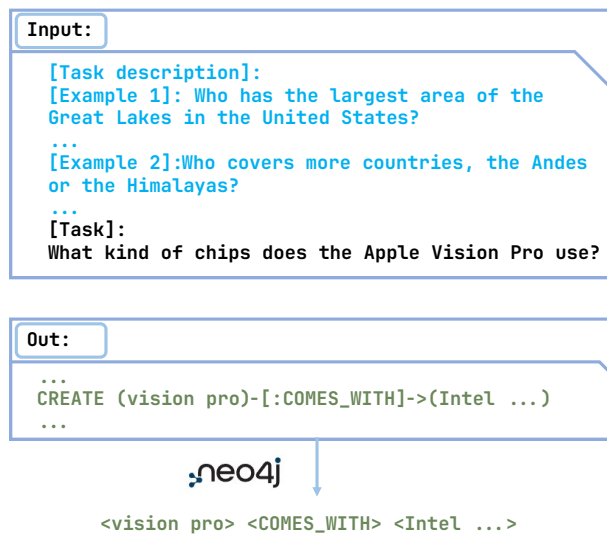 Input:
[Task description]:
[Example 1]: Who has the largest area of the
Great Lakes in the United States?
...
[Example 2]:Who covers more countries, the Andes
or the Himalayas?
...
[Task]:
What kind of chips does the Apple Vision Pro use?
Out:
...
CREATE (vision pro)-[:COMES_WITH]->(Intel ...)
...
neo4j
<vision pro> <COMES_WITH> <Intel ...>